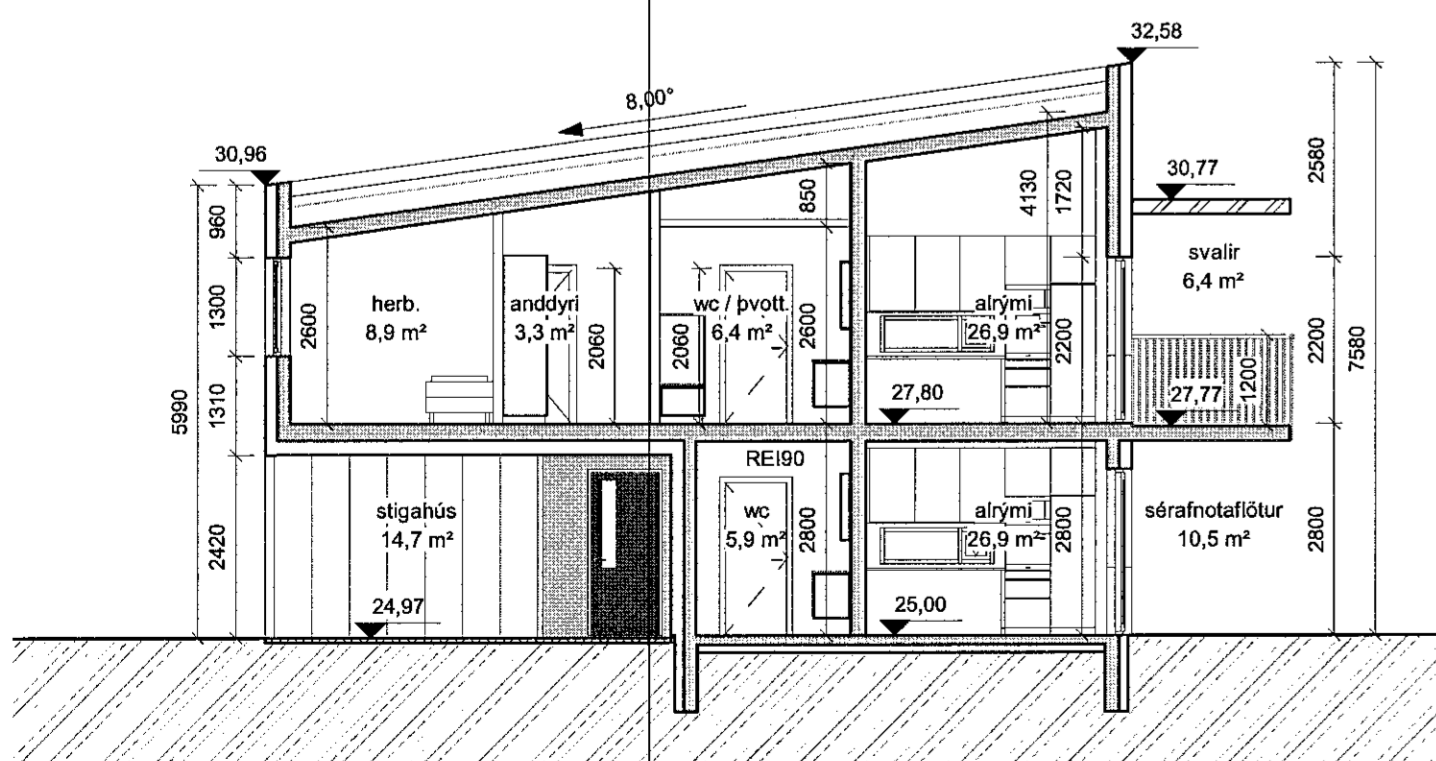 32,58
8,00°
30,96
30,77
2580
960
850
4130
1720
svalir
6,4 m²
1300
2600
herb.
8,9 m²
anddyri
3,3 m²
2060
wc / þvott.
6,4 m²
2060
2600
alrými
26,9 m²
2200
2200
7580
1200
27,80
27,77
5990
1310
REI90
stigahús
14,7 m²
wc
5,9 m²
2800
alrými
26,9 m²
2800
sérafnotaflötur
10,5 m²
2800
2420
24,97
25,00